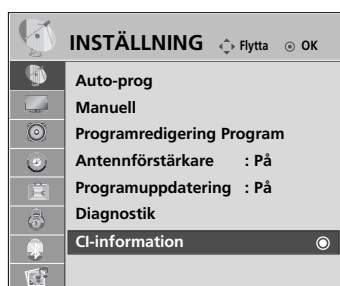 INSTÄLLNING Flytta OK
Auto-prog
Manuell
Programredigering Program
Antennförstärkare : På
Programuppdatering : På
Diagnostik
CI-information